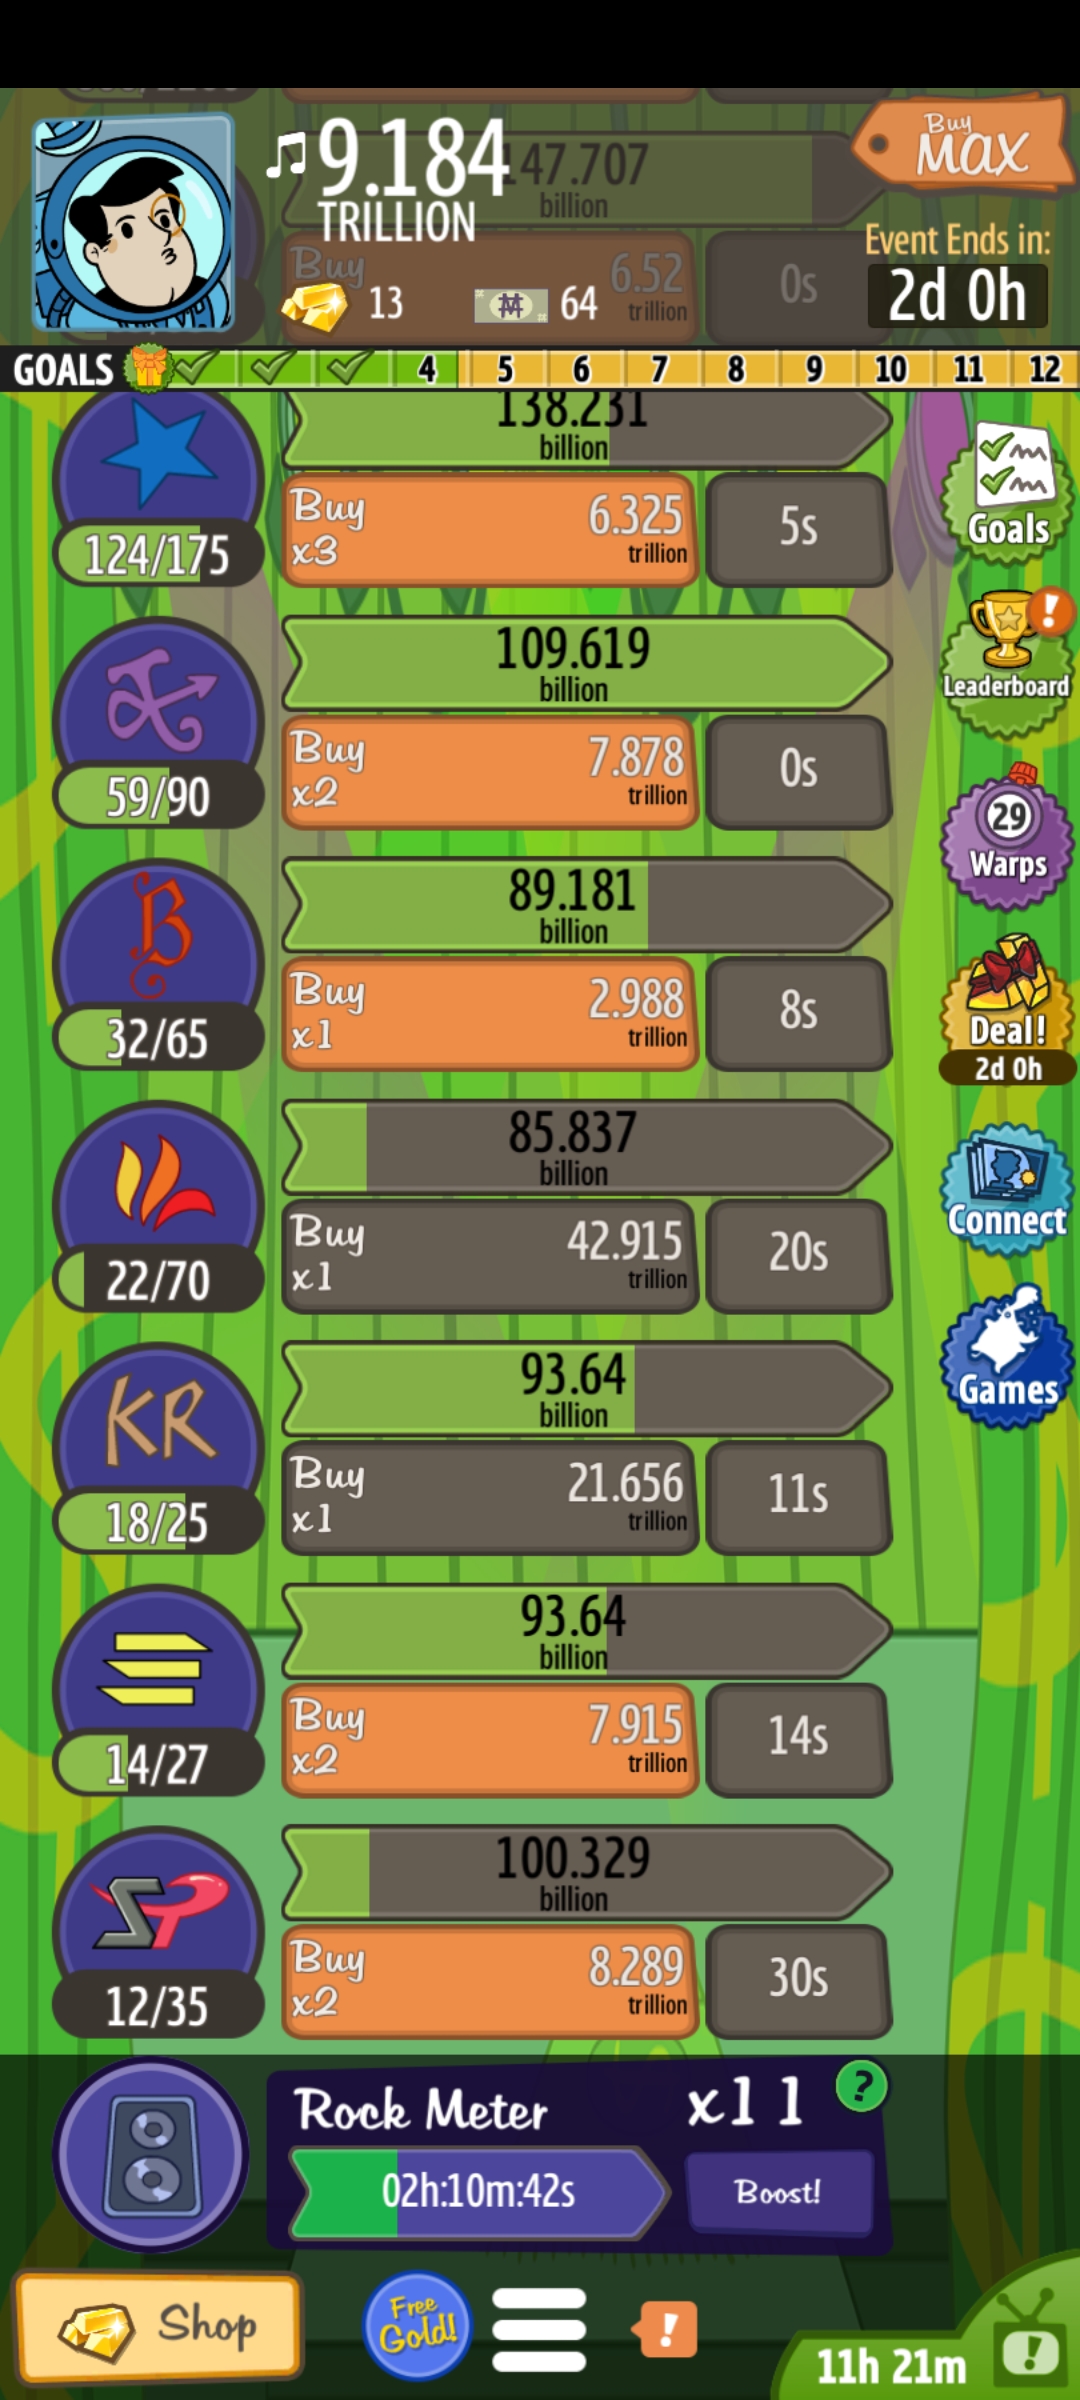 9.184
TRILLION
147.707
billion
Buy
MAX
Event Ends in:
2d 0h
Buy
6.52
trillion
0s
13
64
GOALS 4 5 6 7 8 9 10 11 12
138.231
billion
Buy
x3
6.325
trillion
5s
124/175
Goals
109.619
billion
Buy
x2
7.878
trillion
0s
59/90
Leaderboard
89.181
billion
Buy
x1
2.988
trillion
8s
B
32/65
29
Warps
Deal!
2d 0h
85.837
billion
Buy
x1
42.915
trillion
20s
22/70
Connect
93.64
billion
Buy
x1
21.656
trillion
11s
KR
18/25
Games
93.64
billion
Buy
x2
7.915
trillion
14s
14/27
100.329
billion
Buy
x2
8.289
trillion
30s
SP
12/35
Rock Meter
x11
?
02h:10m:42s
Boost!
Shop
Free
Gold!
!
11h 21m
!